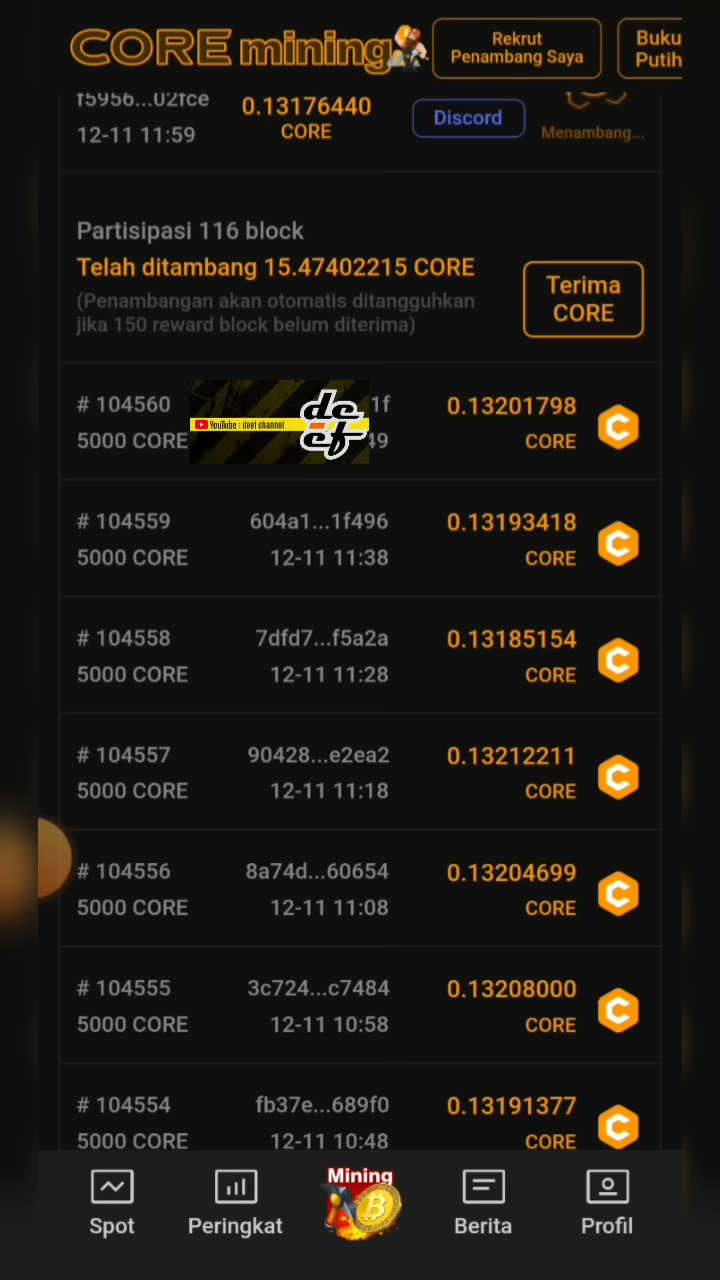 CORE mining
Rekrut
Penambang Saya
Buku
Putih
f5956...02fce
12-11 11:59
0.13176440
CORE
Discord
Menambang...
Partisipasi 116 block
Telah ditambang 15.47402215 CORE
(Penambangan akan otomatis ditangguhkan
jika 150 reward block belum diterima)
Terima
CORE
# 104560
5000 CORE
YouTube : deef channel
deef
1f
49
0.13201798
CORE
# 104559
5000 CORE
604a1...1f496
12-11 11:38
0.13193418
CORE
# 104558
5000 CORE
7dfd7...f5a2a
12-11 11:28
0.13185154
CORE
# 104557
5000 CORE
90428...e2ea2
12-11 11:18
0.13212211
CORE
# 104556
5000 CORE
8a74d...60654
12-11 11:08
0.13204699
CORE
# 104555
5000 CORE
3c724...c7484
12-11 10:58
0.13208000
CORE
# 104554
5000 CORE
fb37e...689f0
12-11 10:48
0.13191377
CORE
Spot
Peringkat
Mining
Berita
Profil